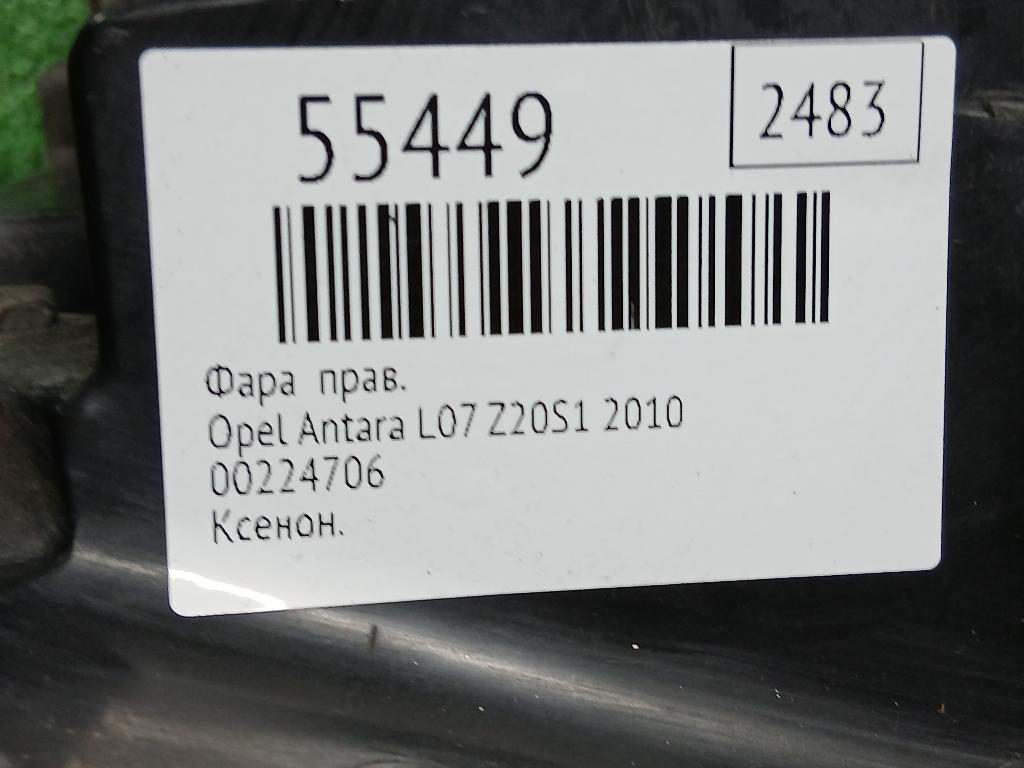 55449
2483
Фара прав.
Opel Antara L07 Z20S1 2010
00224706
Ксенон.